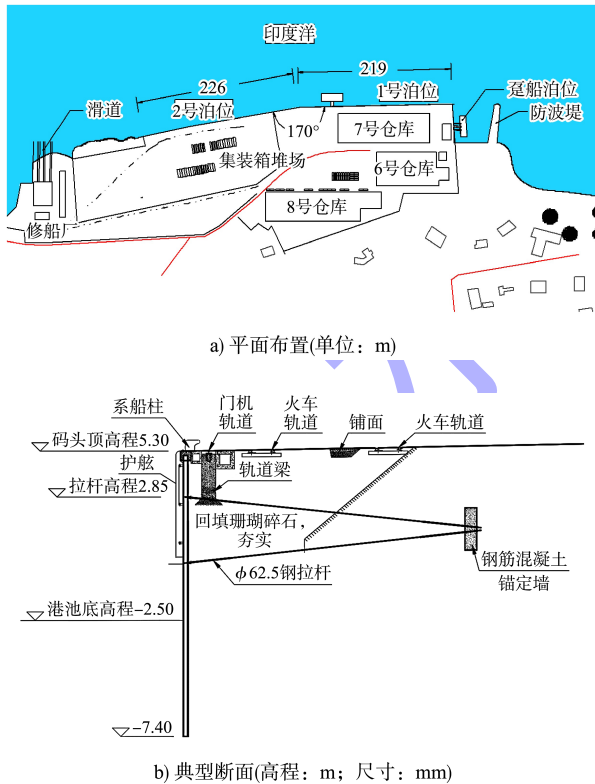 印度洋
226
219
滑道
2号泊位
1号泊位
趸船泊位
防波堤
170°
7号仓库
集装箱堆场
6号仓库
8号仓库
修船厂
a) 平面布置(单位：m)
系船柱
门机
轨道
火车
轨道
铺面
火车轨道
码头顶高程5.30
护舷
轨道梁
拉杆高程2.85
回填珊瑚碎石，
夯实
钢筋混凝土
锚定墙
ϕ62.5钢拉杆
港池底高程-2.50
-7.40
b) 典型断面(高程：m；尺寸：mm)